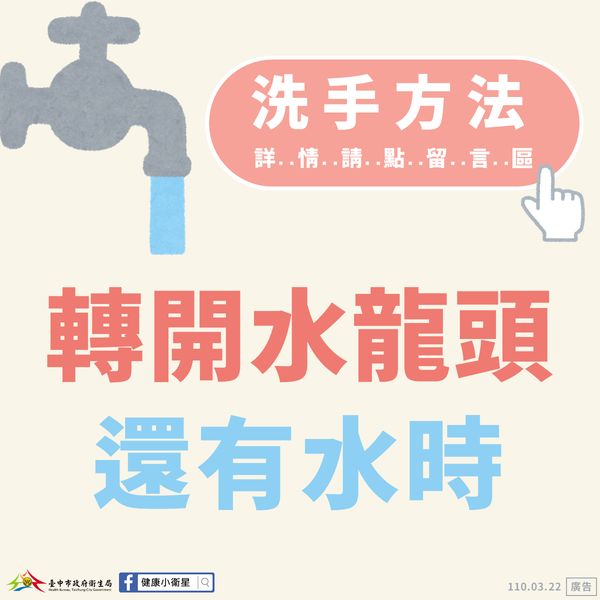 洗手方法
詳..情..請..點..留..言..區
轉開水龍頭
還有水時
臺中市政府衛生局
Health Bureau, Taichung City Government
健康小衛星
110.03.22 廣告